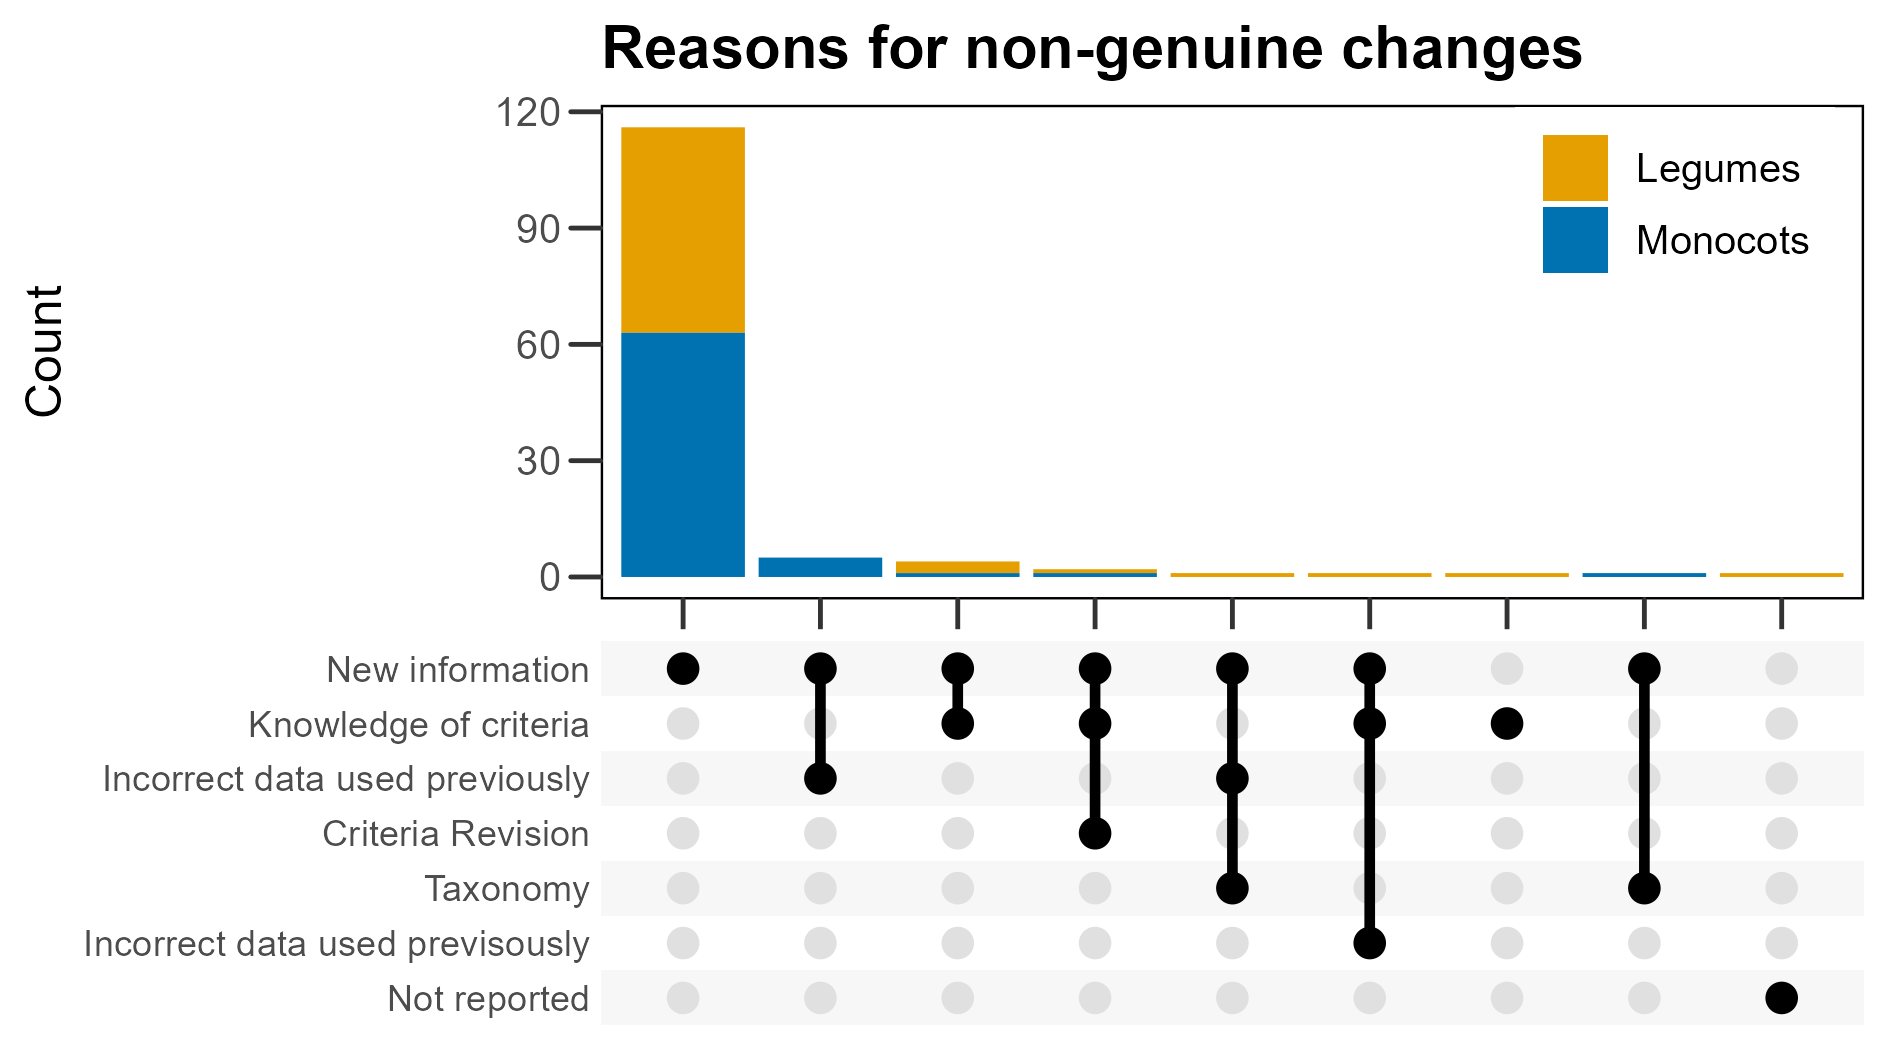 Reasons for non-genuine changes
Count
120
90
60
30
0
Legumes
Monocots
New information
Knowledge of criteria
Incorrect data used previously
Criteria Revision
Taxonomy
Incorrect data used previsously
Not reported